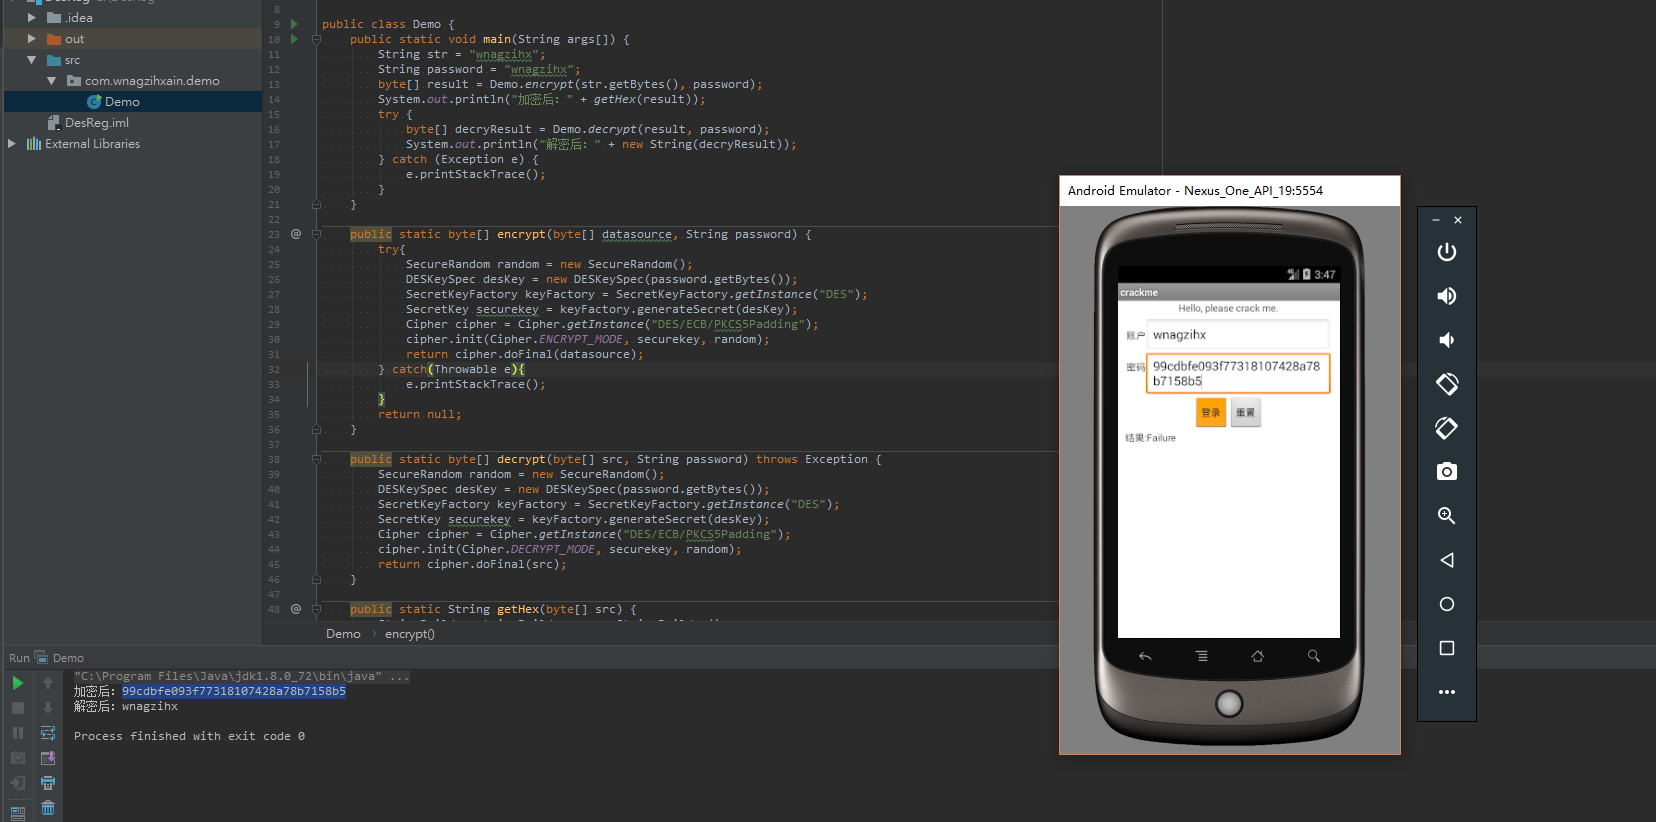 .idea
out
src
com.wnagzihxain.demo
Demo
DesReg.iml
External Libraries
8
9 public class Demo {
10 public static void main(String args[]) {
11 String str = "wnagzihx";
12 String password = "wnagzihx";
13 byte[] result = Demo.encrypt(str.getBytes(), password);
14 System.out.println("加密后: " + getHex(result));
15 try {
16 byte[] decryResult = Demo.decrypt(result, password);
17 System.out.println("解密后: " + new String(decryResult));
18 } catch (Exception e) {
19 e.printStackTrace();
20 }
21 }
22
23 @ public static byte[] encrypt(byte[] datasource, String password) {
24 try{
25 SecureRandom random = new SecureRandom();
26 DESKeySpec desKey = new DESKeySpec(password.getBytes());
27 SecretKeyFactory keyFactory = SecretKeyFactory.getInstance("DES");
28 SecretKey securekey = keyFactory.generateSecret(desKey);
29 Cipher cipher = Cipher.getInstance("DES/ECB/PKCS5Padding");
30 cipher.init(Cipher.ENCRYPT_MODE, securekey, random);
31 return cipher.doFinal(datasource);
32 } catch(Throwable e){
33 e.printStackTrace();
34 }
35 return null;
36 }
37
38 public static byte[] decrypt(byte[] src, String password) throws Exception {
39 SecureRandom random = new SecureRandom();
40 DESKeySpec desKey = new DESKeySpec(password.getBytes());
41 SecretKeyFactory keyFactory = SecretKeyFactory.getInstance("DES");
42 SecretKey securekey = keyFactory.generateSecret(desKey);
43 Cipher cipher = Cipher.getInstance("DES/ECB/PKCS5Padding");
44 cipher.init(Cipher.DECRYPT_MODE, securekey, random);
45 return cipher.doFinal(src);
46 }
47
48 @ public static String getHex(byte[] src) {
Demo encrypt()
Run Demo
"C:\Program Files\Java\jdk1.8.0_72\bin\java" ...
加密后: 99cdbfe093f77318107428a78b7158b5
解密后: wnagzihx
Process finished with exit code 0
Android Emulator - Nexus_One_API_19:5554
3:47
crackme
Hello, please crack me.
账户 wnagzihx
密码 99cdbfe093f77318107428a78
b7158b5
登录 重置
结果:Failure